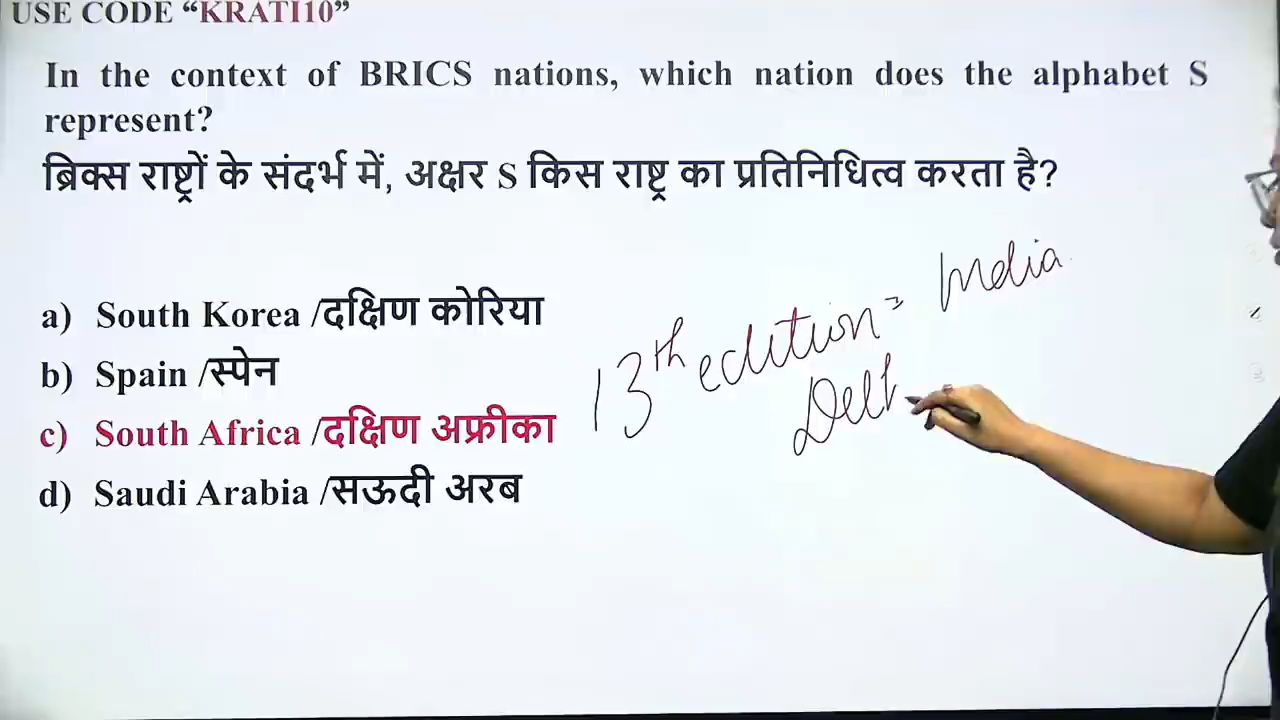 USE CODE “KRATI10”
In the context of BRICS nations, which nation does the alphabet S
represent?
ब्रिक्स राष्ट्रों के संदर्भ में, अक्षर S किस राष्ट्र का प्रतिनिधित्व करता है?
a) South Korea /दक्षिण कोरिया
b) Spain /स्पेन
c) South Africa /दक्षिण अफ्रीका
d) Saudi Arabia /सऊदी अरब
13th edition = India
Delh